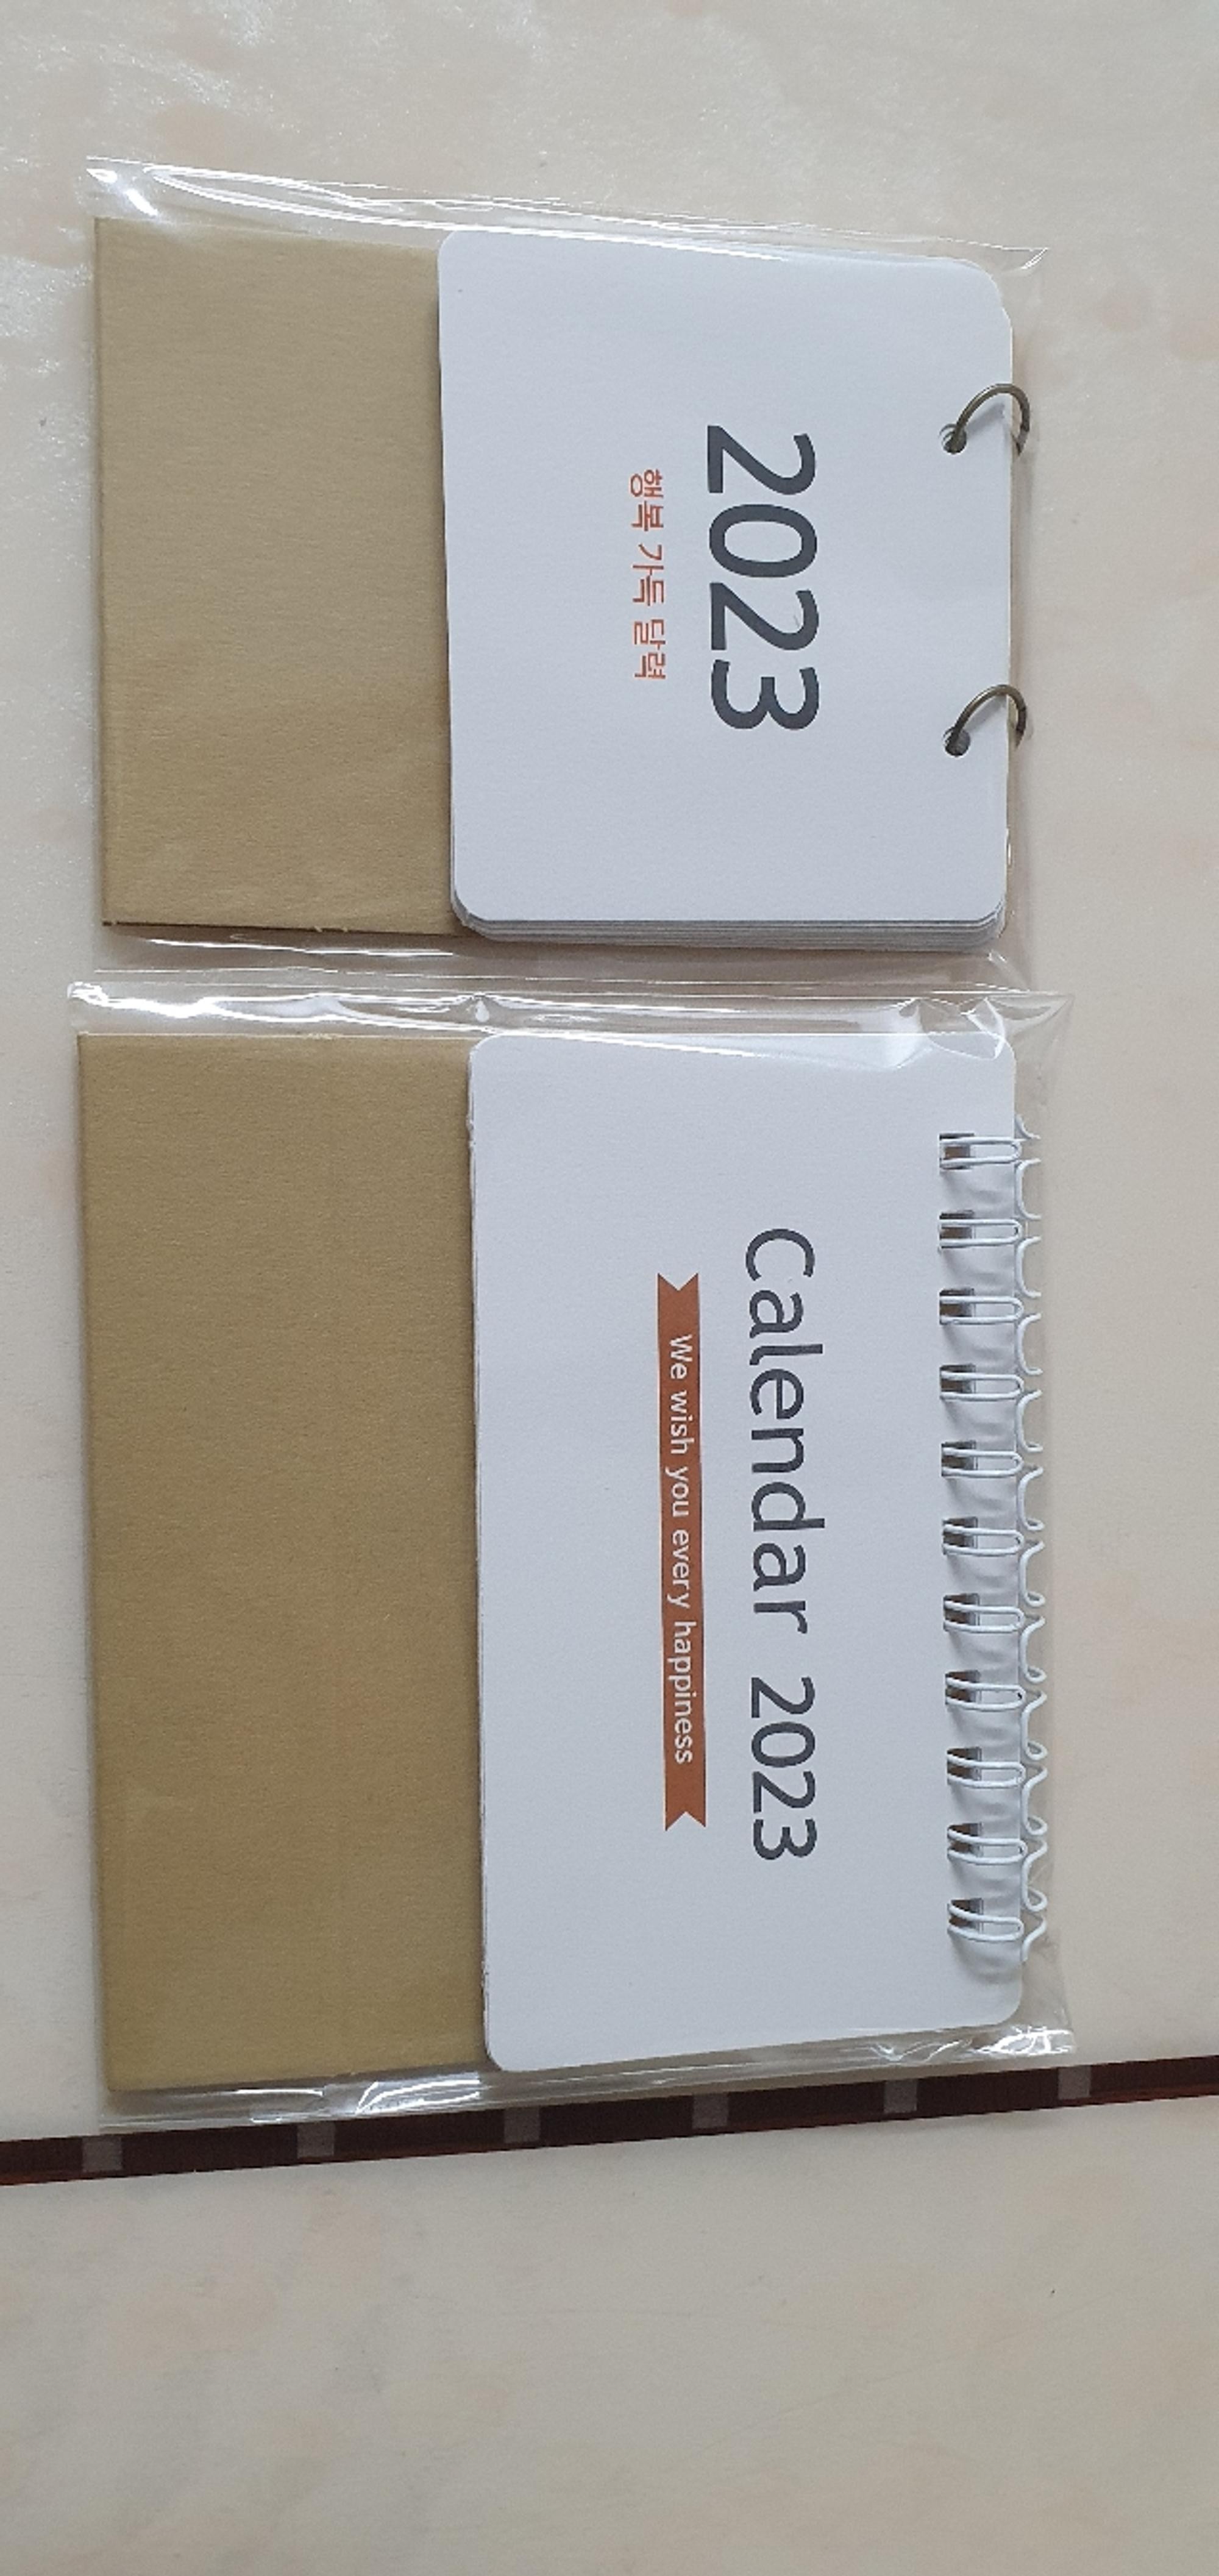 2023
행복 가득 달력
Calendar 2023
We wish you every happiness